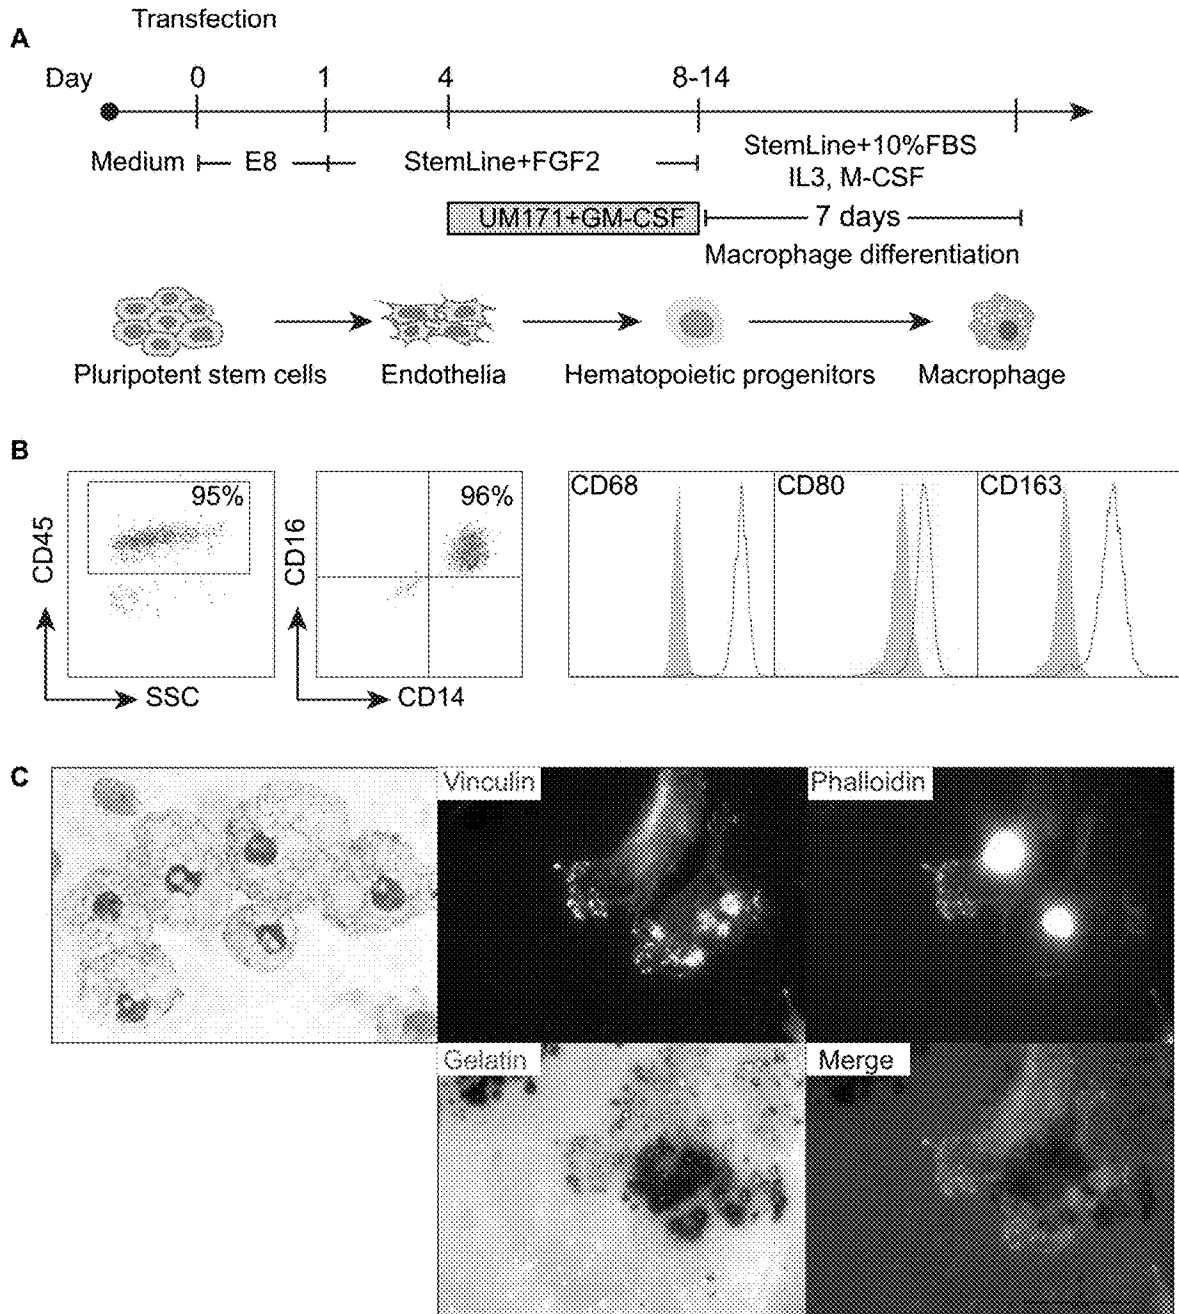 Transfection
A
Day 0 1 4 8-14
Medium E8 StemLine+FGF2
StemLine+10%FBS
IL3, M-CSF
UM171+GM-CSF 7 days
Macrophage differentiation
Pluripotent stem cells Endothelia Hematopoietic progenitors Macrophage
B
CD45
95%
SSC
CD16
96%
CD14
CD68 CD80 CD163
C
Vinculin Phalloidin
Gelatin Merge